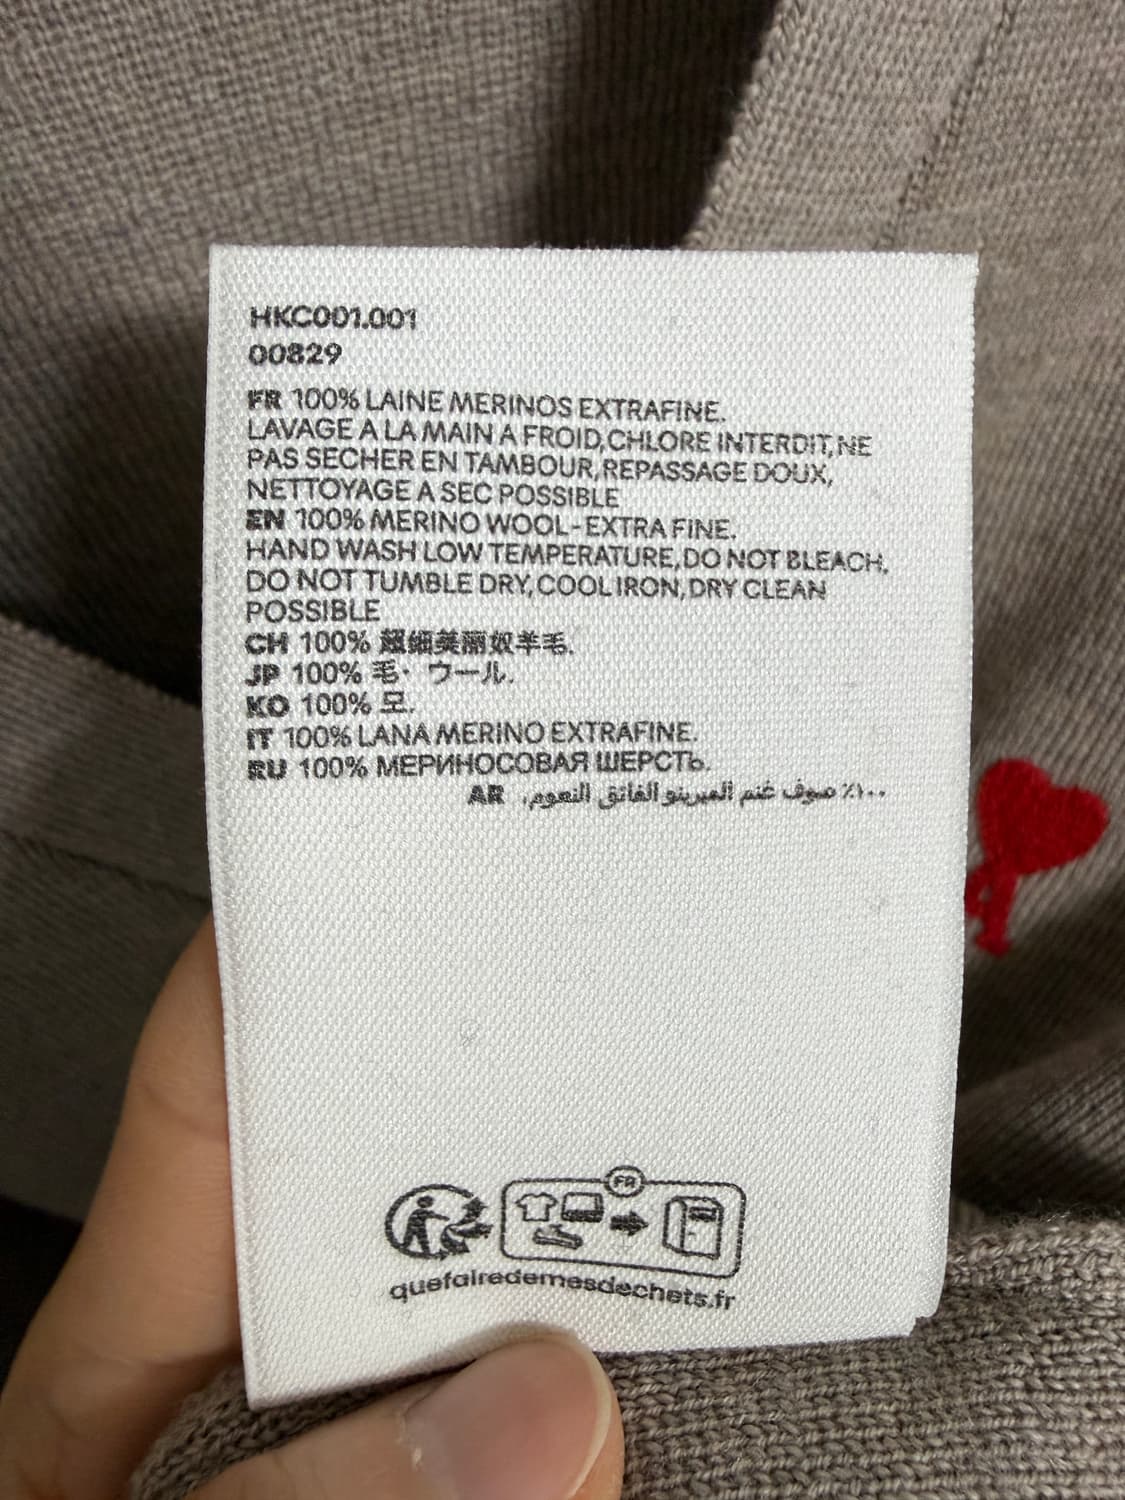 HKC001.001
00829
FR 100% LAINE MERINOS EXTRAFINE.
LAVAGE A LA MAIN A FROID,CHLORE INTERDIT,NE
PAS SECHER EN TAMBOUR,REPASSAGE DOUX,
NETTOYAGE A SEC POSSIBLE
EN 100% MERINO WOOL-EXTRA FINE.
HAND WASH LOW TEMPERATURE,DO NOT BLEACH,
DO NOT TUMBLE DRY,COOL IRON,DRY CLEAN
POSSIBLE
CH 100% 超细美丽奴羊毛.
JP 100% 毛・ウール.
KO 100% 모.
IT 100% LANA MERINO EXTRAFINE.
RU 100% МЕРИНОСОВАЯ ШЕРСТЬ.
AR ١٠٠٪ صوف غنم الميرينو الفائق النعوم.
FR
quefairedemesdechets.fr